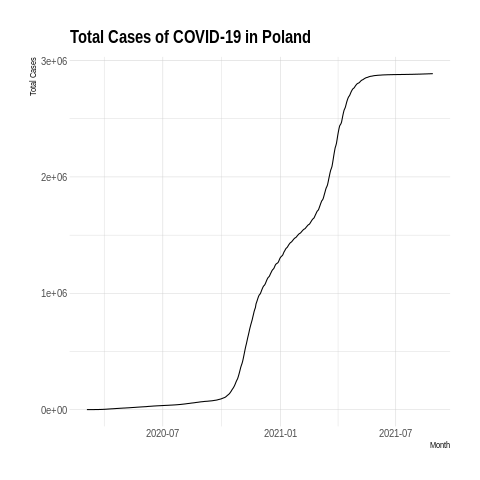 Total Cases of COVID-19 in Poland
Total Cases
3e+06
2e+06
1e+06
0e+00
2020-07 2021-01 2021-07
Month